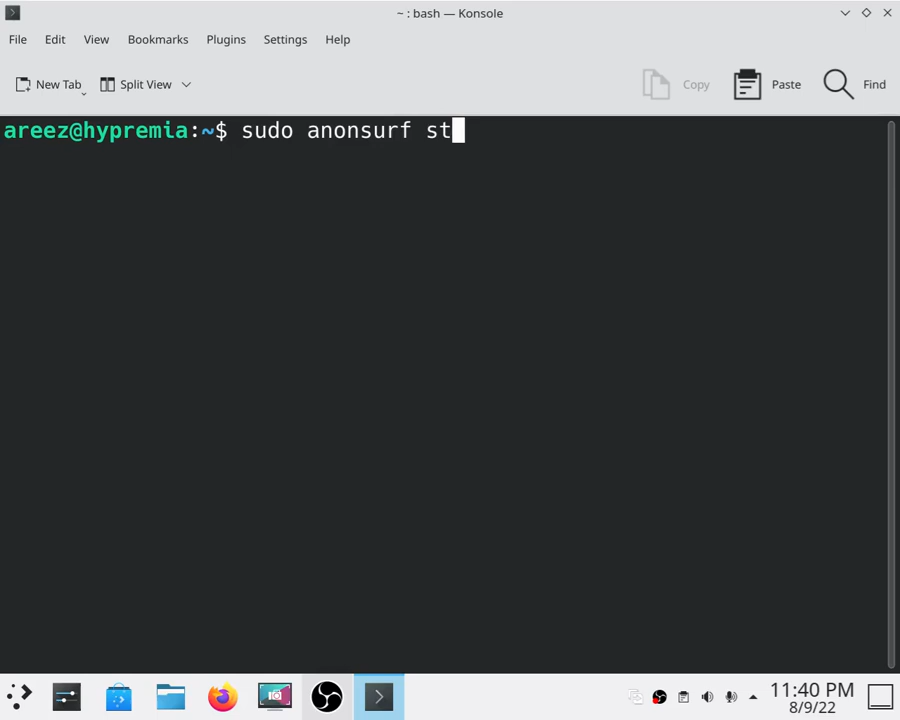 ~ : bash — Konsole
File Edit View Bookmarks Plugins Settings Help
New Tab Split View Copy Paste Find
areez@hypremia:~$ sudo anonsurf st
11:40 PM
8/9/22